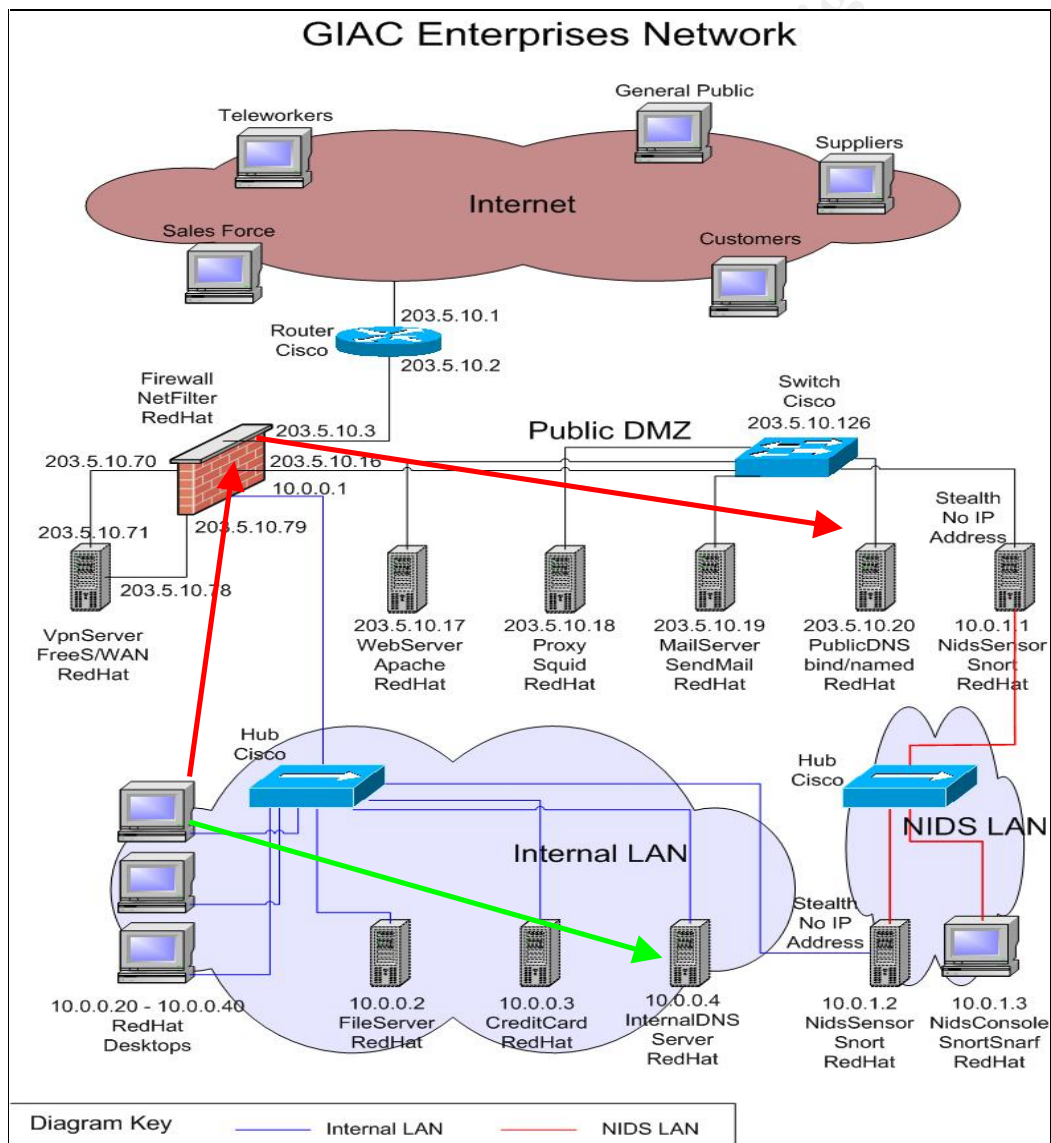 GIAC Enterprises Network
General Public
Teleworkers
Suppliers
Internet
Sales Force
Customers
203.5.10.1
Router
Cisco
203.5.10.2
Firewall
NetFilter
RedHat
Switch
Cisco
203.5.10.126
203.5.10.3
Public DMZ
203.5.10.70
203.5.10.16
10.0.0.1
Stealth
No IP
Address
203.5.10.71
203.5.10.79
203.5.10.78
VpnServer
FreeS/WAN
RedHat
203.5.10.17
WebServer
Apache
RedHat
203.5.10.18
Proxy
Squid
RedHat
203.5.10.19
MailServer
SendMail
RedHat
203.5.10.20
PublicDNS
bind/named
RedHat
10.0.1.1
NidsSensor
Snort
RedHat
Hub
Cisco
Hub
Cisco
NIDS LAN
Internal LAN
Stealth
No IP
Address
10.0.0.20 - 10.0.0.40
RedHat
Desktops
10.0.0.2
FileServer
RedHat
10.0.0.3
CreditCard
RedHat
10.0.0.4
InternalDNS
Server
RedHat
10.0.1.2
NidsSensor
Snort
RedHat
10.0.1.3
NidsConsole
SnortSnarf
RedHat
Diagram Key
Internal LAN
NIDS LAN